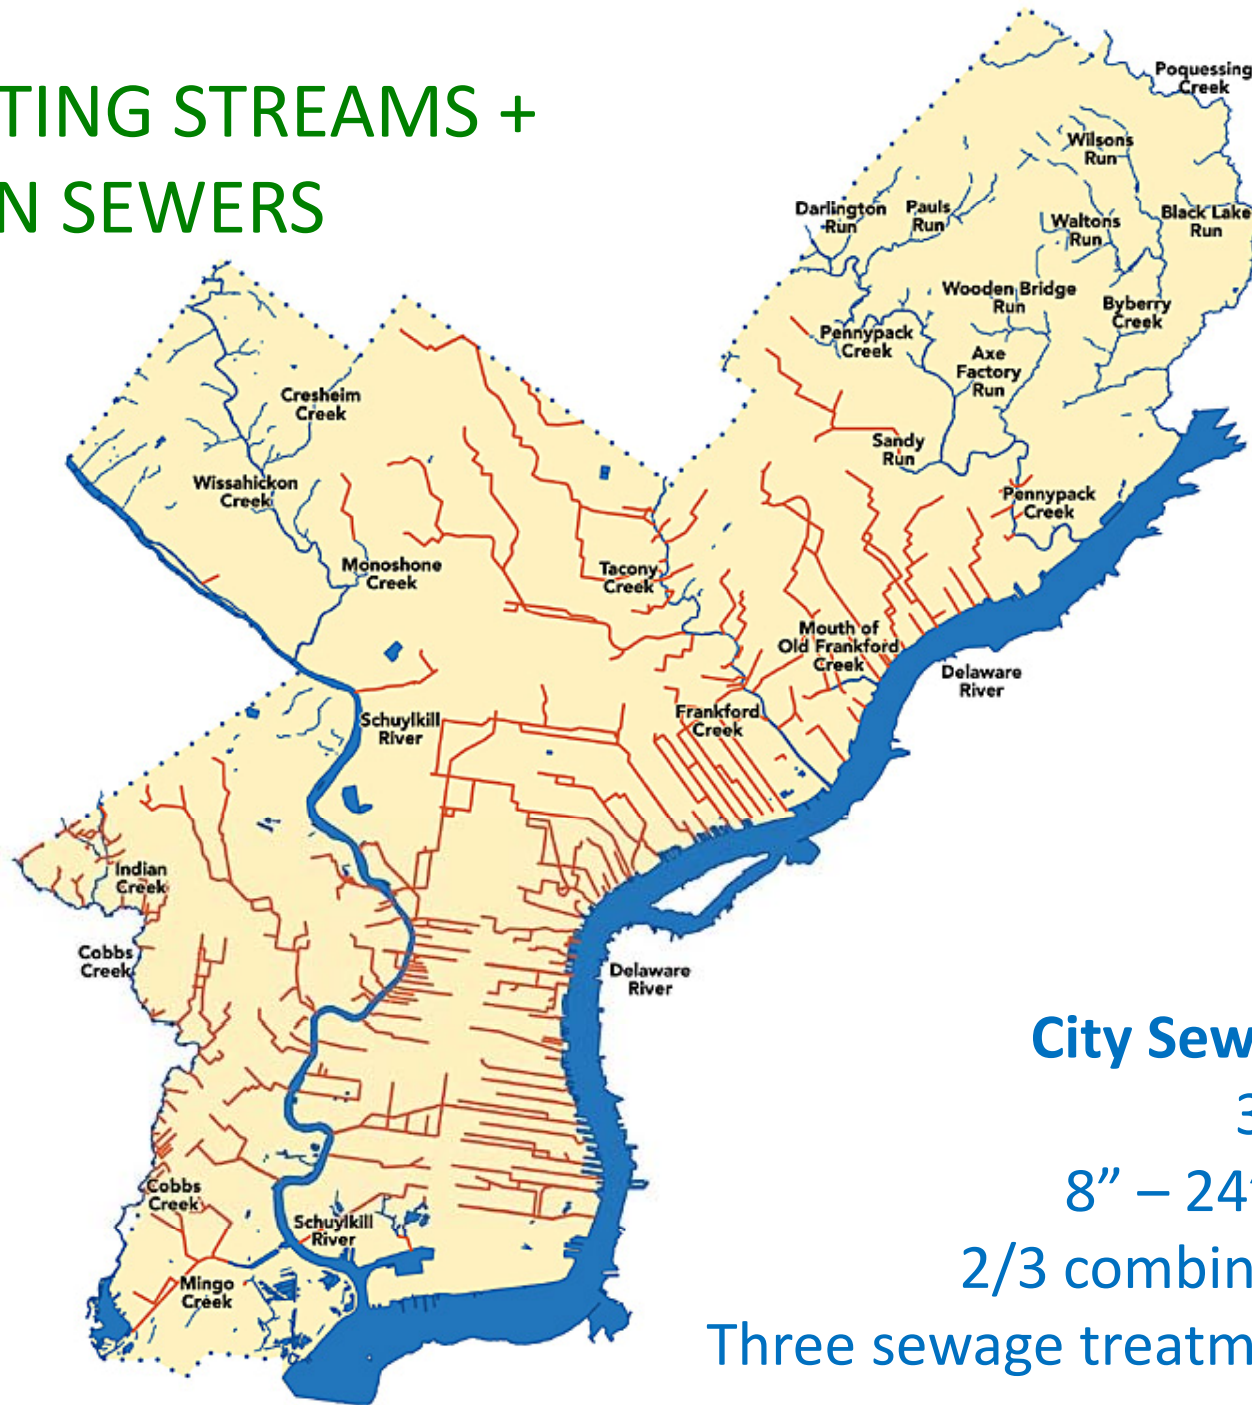 TING STREAMS +
N SEWERS
Poquessing
Creek
Wilsons
Run
Darlington
Run
Pauls
Run
Waltons
Run
Black Lake
Run
Wooden Bridge
Run
Byberry
Creek
Pennypack
Creek
Axe
Factory
Run
Cresheim
Creek
Sandy
Run
Wissahickon
Creek
Pennypack
Creek
Monoshone
Creek
Tacony
Creek
Mouth of
Old Frankford
Creek
Delaware
River
Schuylkill
River
Frankford
Creek
Indian
Creek
Cobbs
Creek
Delaware
River
City Sew
3
8” – 24
2/3 combin
Cobbs
Creek
Schuylkill
River
Mingo
Creek
Three sewage treatm